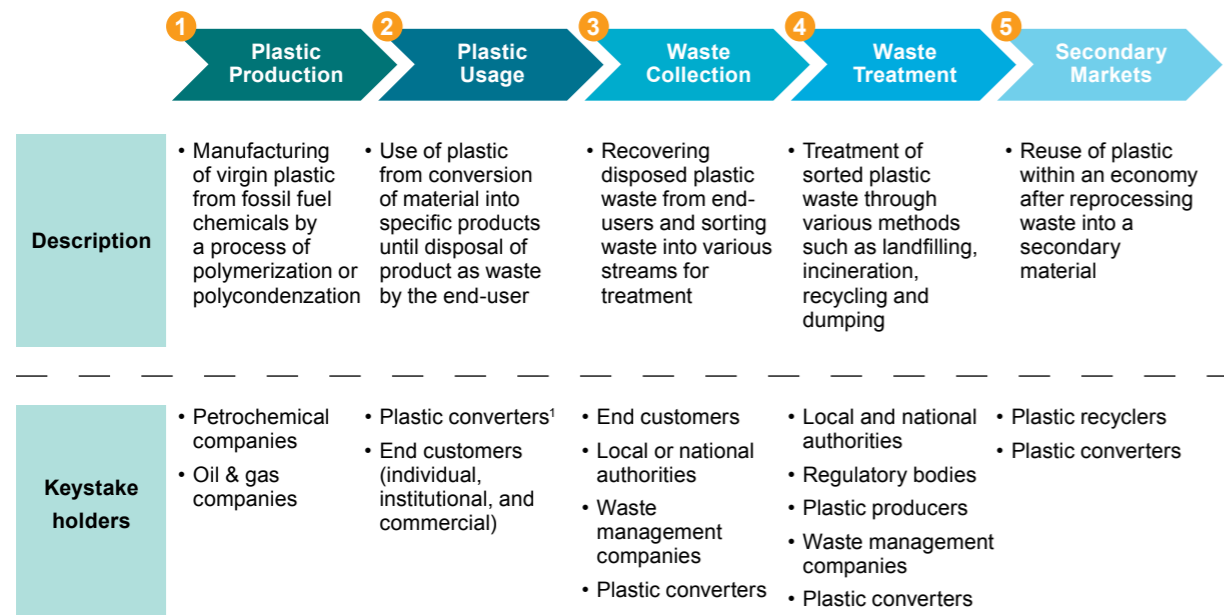 1
Plastic
Production
2
Plastic
Usage
3
Waste
Collection
4
Waste
Treatment
5
Secondary
Markets
Description
• Manufacturing
of virgin plastic
from fossil fuel
chemicals by
a process of
polymerization or
polycondenzation
• Use of plastic
from conversion
of material into
specific products
until disposal of
product as waste
by the end-user
• Recovering
disposed plastic
waste from end-
users and sorting
waste into various
streams for
treatment
• Treatment of
sorted plastic
waste through
various methods
such as landfilling,
incineration,
recycling and
dumping
• Reuse of plastic
within an economy
after reprocessing
waste into a
secondary
material
Keystake
holders
• Petrochemical
companies
• Oil & gas
companies
• Plastic converters¹
• End customers
(individual,
institutional, and
commercial)
• End customers
• Local or national
authorities
• Waste
management
companies
• Plastic converters
• Local and national
authorities
• Regulatory bodies
• Plastic producers
• Waste management
companies
• Plastic converters
• Plastic recyclers
• Plastic converters